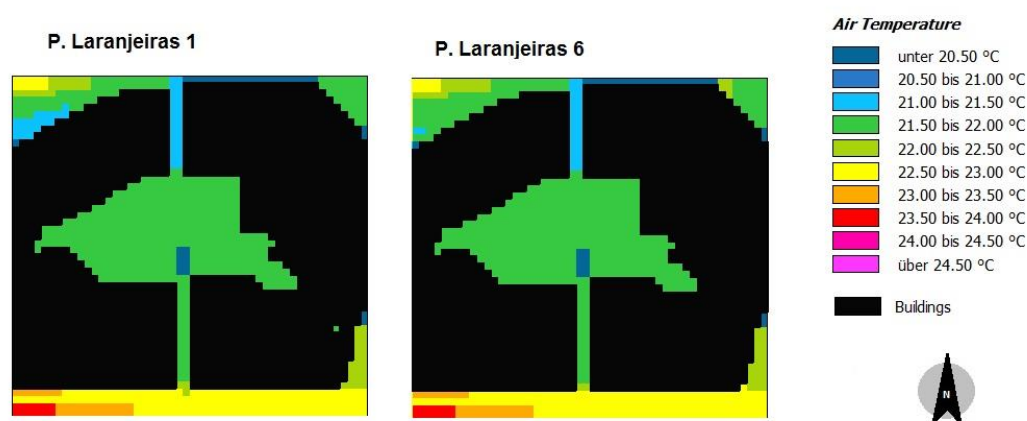 P. Laranjeiras 1
P. Laranjeiras 6
Air Temperature
unter 20.50 °C
20.50 bis 21.00 °C
21.00 bis 21.50 °C
21.50 bis 22.00 °C
22.00 bis 22.50 °C
22.50 bis 23.00 °C
23.00 bis 23.50 °C
23.50 bis 24.00 °C
24.00 bis 24.50 °C
über 24.50 °C
Buildings
N